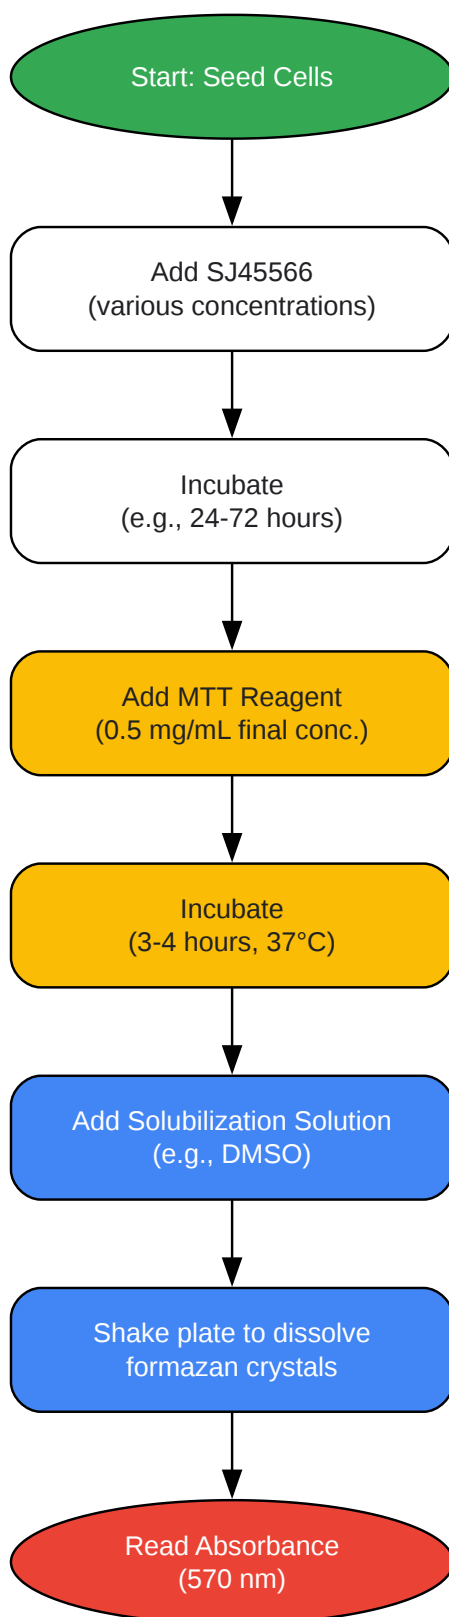 Start: Seed Cells
Add SJ45566
(various concentrations)
Incubate
(e.g., 24-72 hours)
Add MTT Reagent
(0.5 mg/mL final conc.)
Incubate
(3-4 hours, 37°C)
Add Solubilization Solution
(e.g., DMSO)
Shake plate to dissolve
formazan crystals
Read Absorbance
(570 nm)